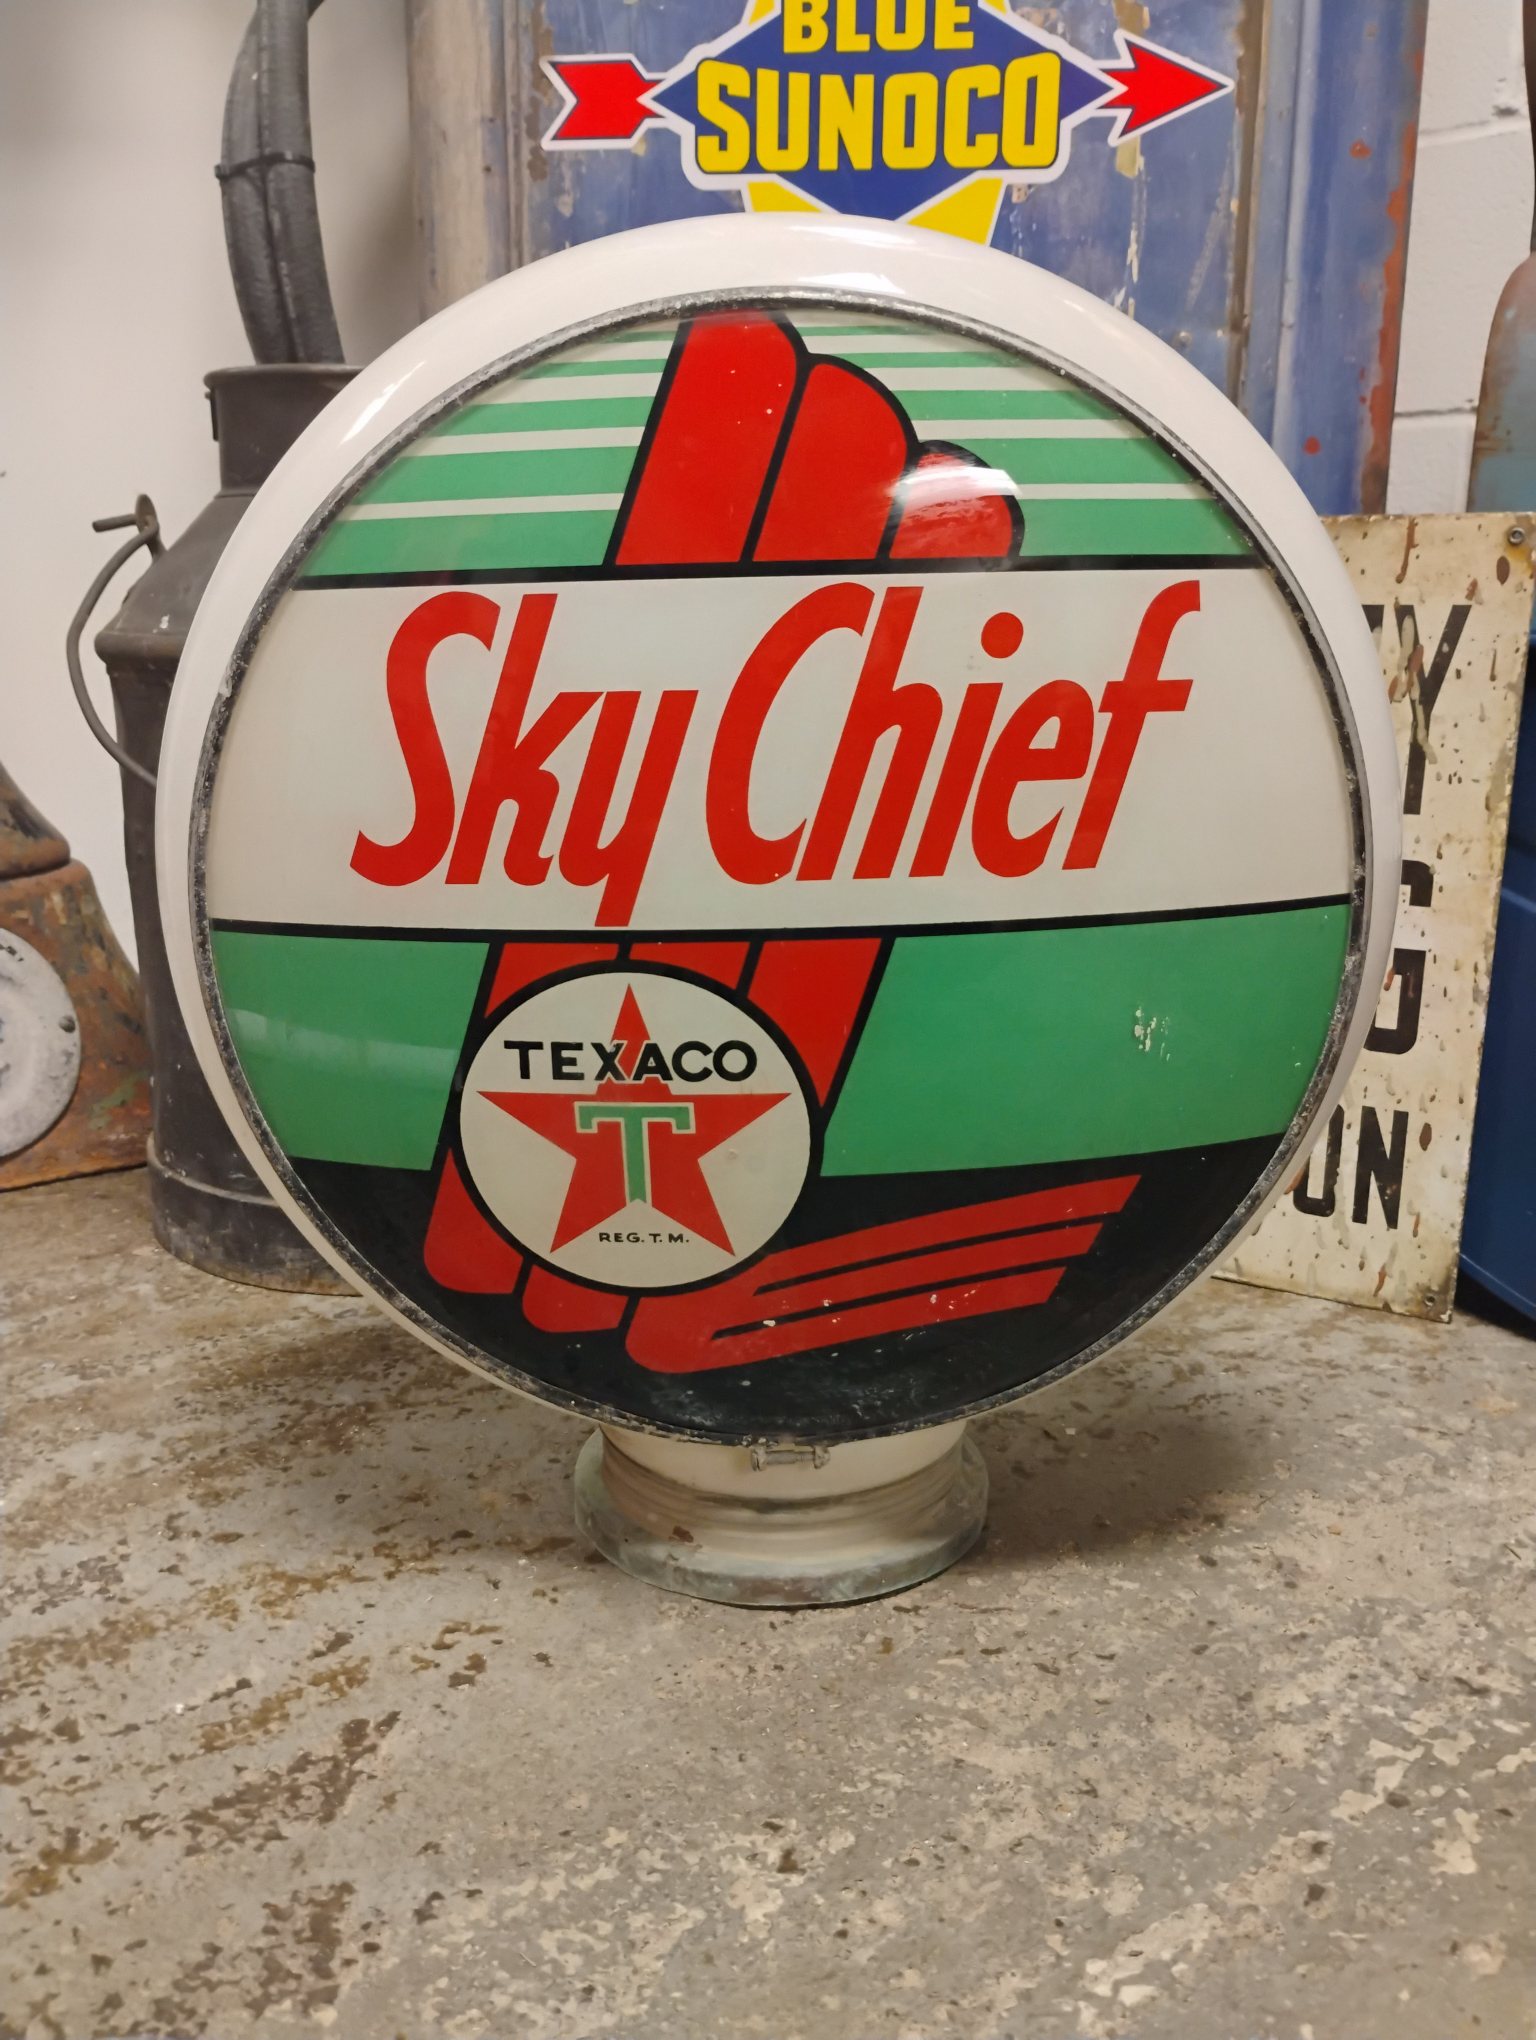 BLUE
SUNOCO
Sky Chief
TEXACO
T
REG. T. M.